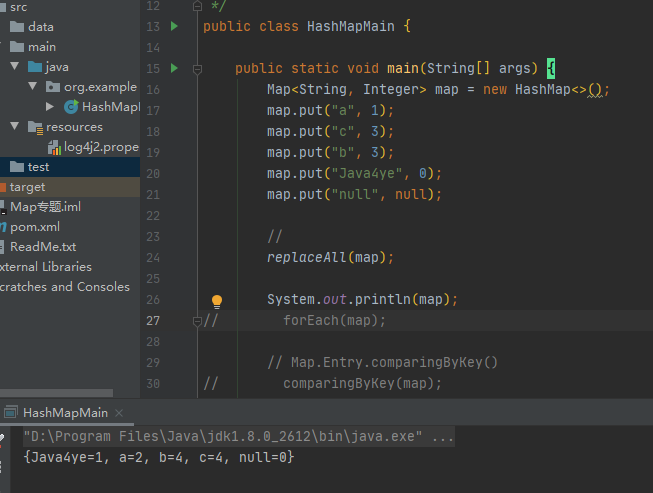 src
data
main
java
org.example
HashMapM
resources
log4j2.prope
test
target
Map专题.iml
pom.xml
ReadMe.txt
xternal Libraries
cratches and Consoles
12 */
13 public class HashMapMain {
14
15 public static void main(String[] args) {
16 Map<String, Integer> map = new HashMap<>();
17 map.put("a", 1);
18 map.put("c", 3);
19 map.put("b", 3);
20 map.put("Java4ye", 0);
21 map.put("null", null);
22
23 //
24 replaceAll(map);
25
26 System.out.println(map);
27 // forEach(map);
28
29 // Map.Entry.comparingByKey()
30 // comparingByKey(map);
HashMapMain
"D:\Program Files\Java\jdk1.8.0_2612\bin\java.exe" ...
{Java4ye=1, a=2, b=4, c=4, null=0}